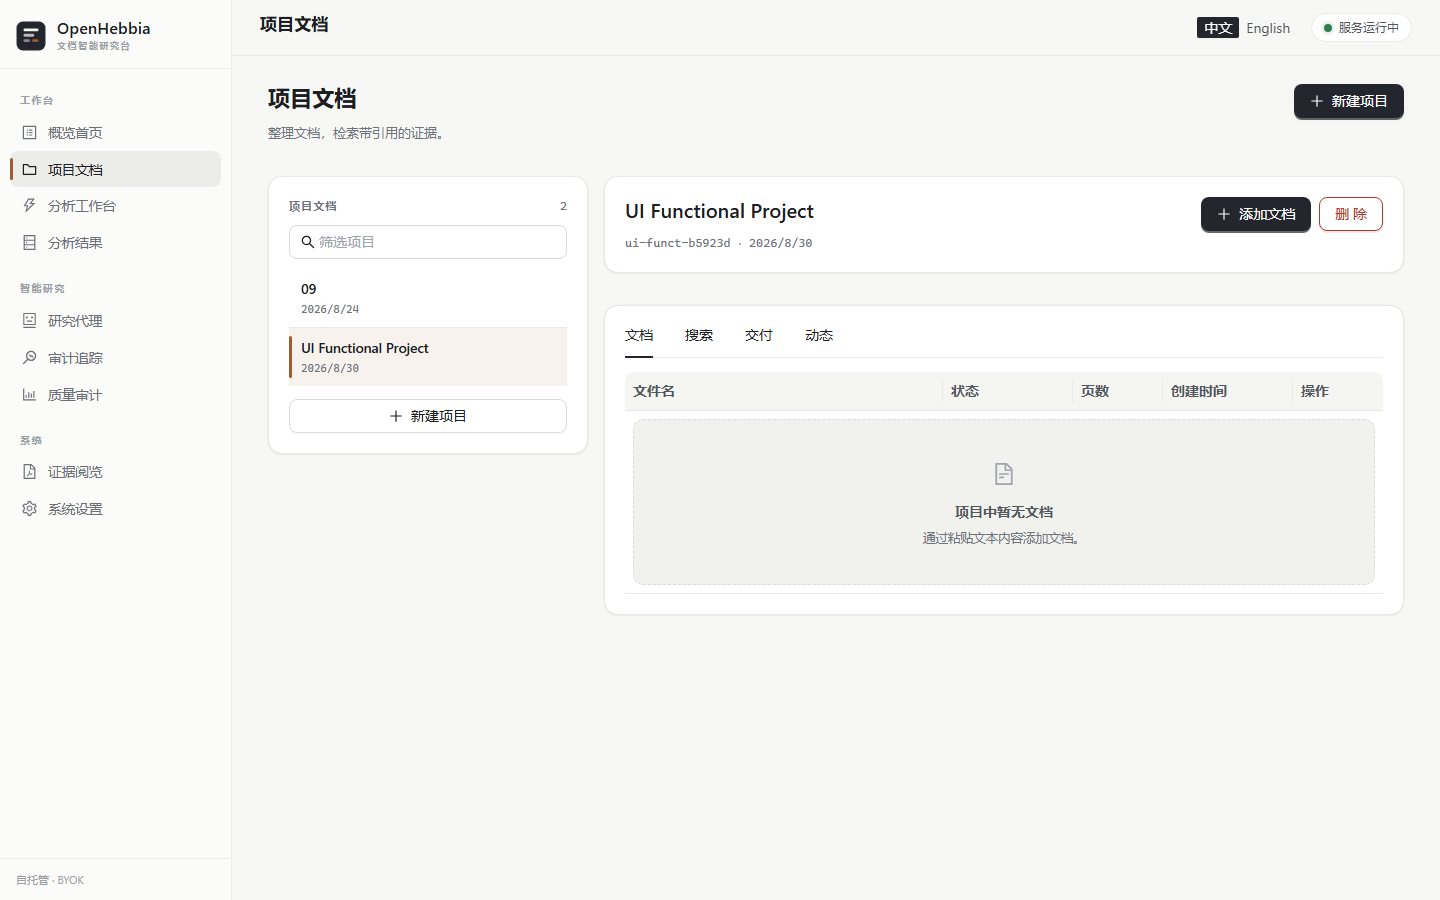 OpenHebbia
文档智能研究台
工作台
概览首页
项目文档
分析工作台
分析结果
智能研究
研究代理
审计追踪
质量审计
系统
证据阅览
系统设置
自托管 · BYOK
项目文档
中文 English 服务运行中
项目文档
整理文档，检索带引用的证据。
新建项目
项目文档 2
筛选项目
09
2026/8/24
UI Functional Project
2026/8/30
新建项目
UI Functional Project
ui-funct-b5923d · 2026/8/30
添加文档 删 除
文档 搜索 交付 动态
文件名 状态 页数 创建时间 操作
项目中暂无文档
通过粘贴文本内容添加文档。